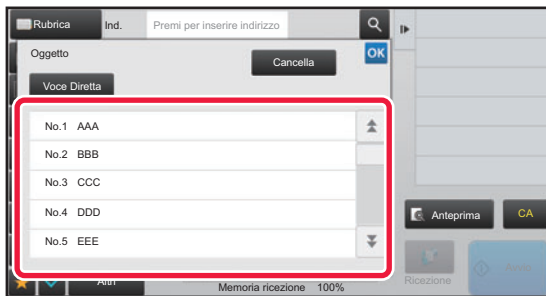 Rubrica Ind. Premi per inserire indirizzo
Oggetto Cancella OK
Voce Diretta
No.1 AAA
No.2 BBB
No.3 CCC
No.4 DDD
No.5 EEE
Anteprima CA
Ricezione Avvio
Altri
Memoria ricezione 100%